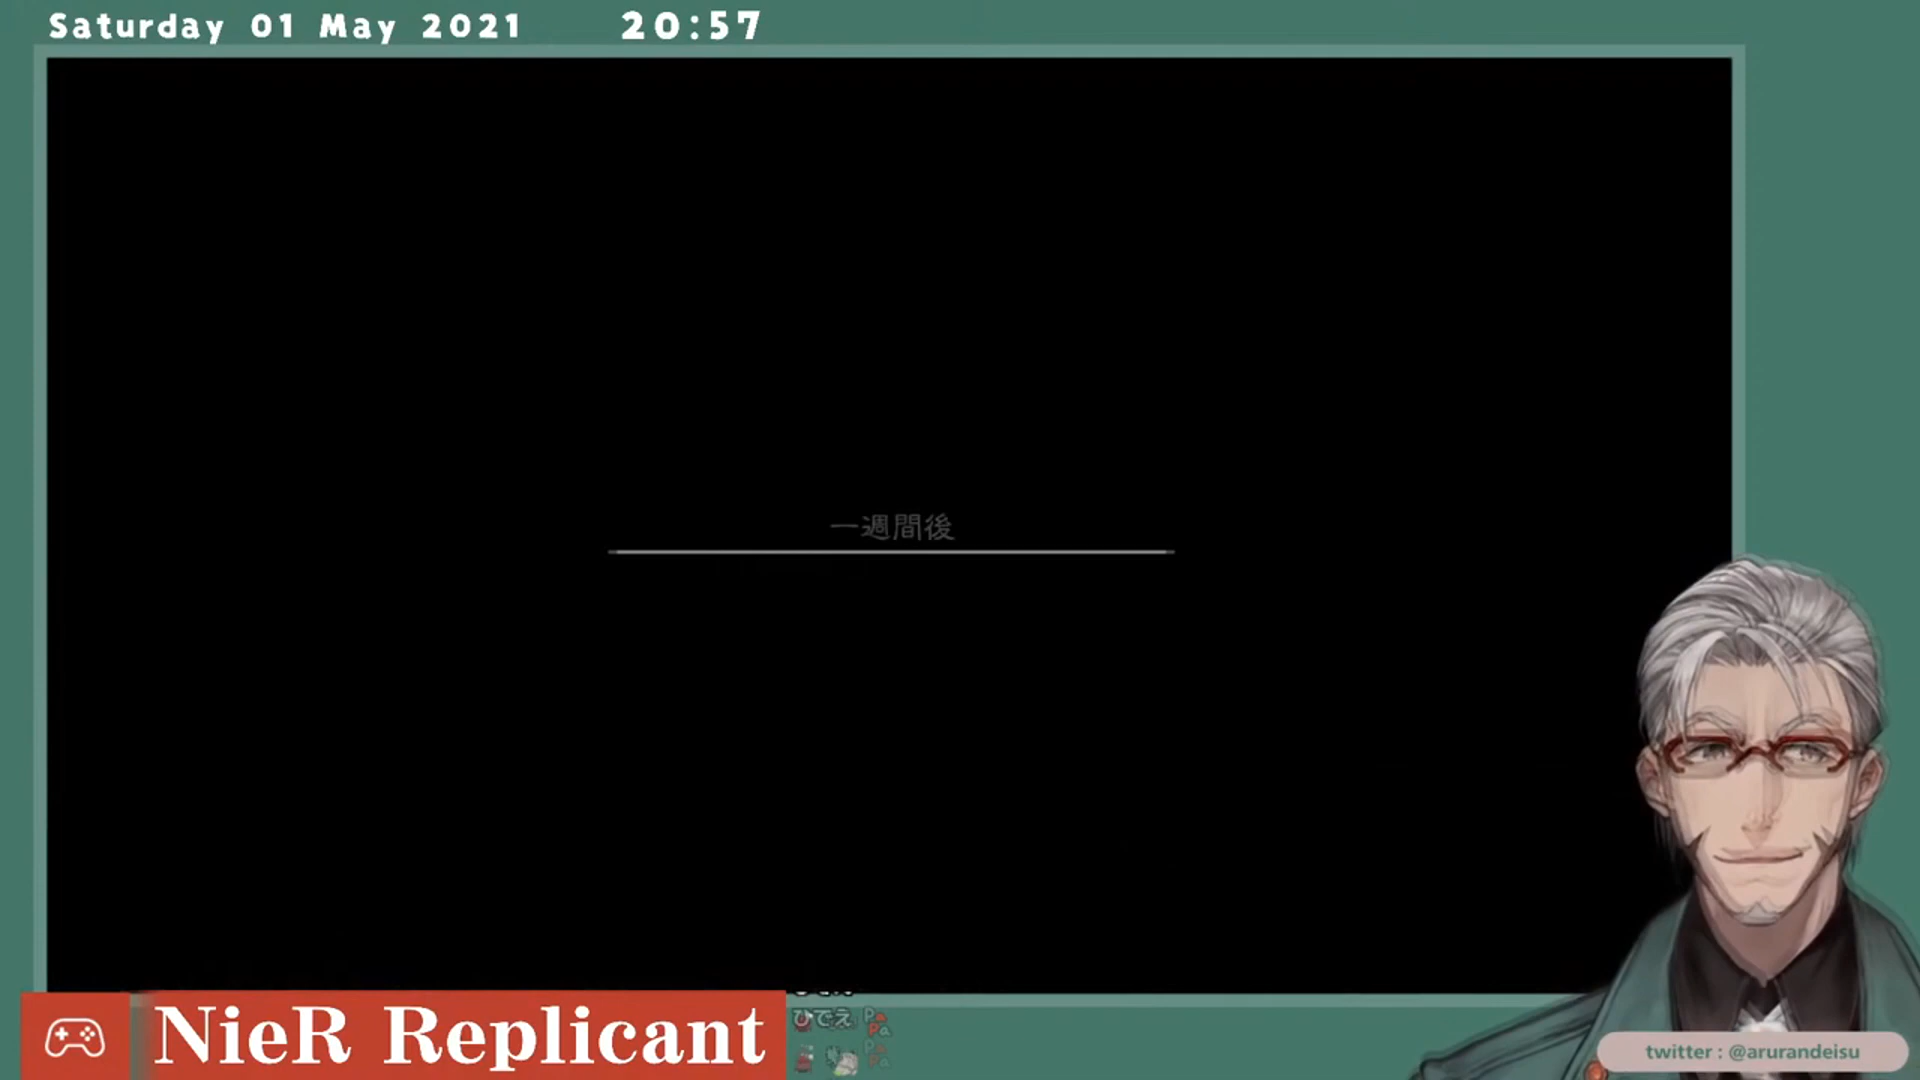 Saturday 01 May 2021 20:57
一週間後
NieR Replicant
ひでえ
twitter : @arurandeisu